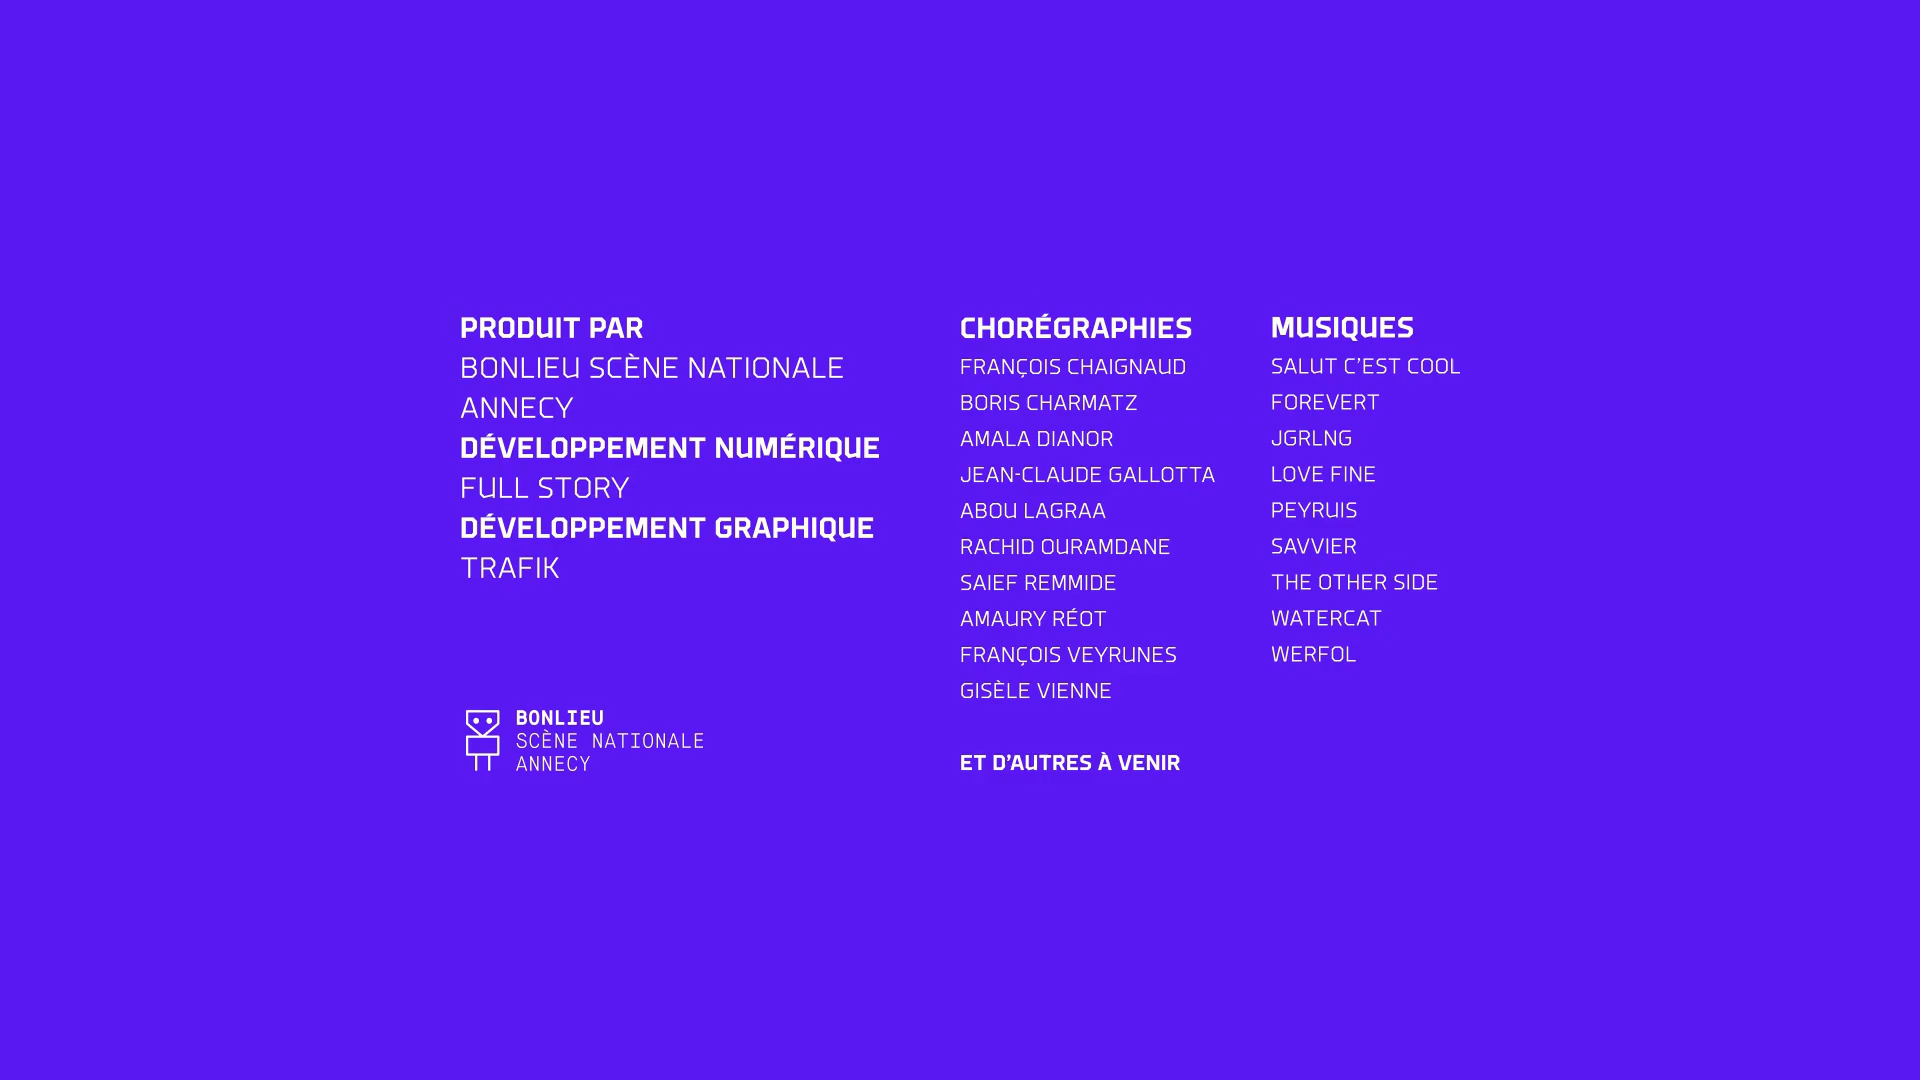 PRODUIT PAR
BONLIEU SCÈNE NATIONALE
ANNECY
DÉVELOPPEMENT NUMÉRIQUE
FULL STORY
DÉVELOPPEMENT GRAPHIQUE
TRAFIK
BONLIEU
SCÈNE NATIONALE
ANNECY
CHORÉGRAPHIES
FRANÇOIS CHAIGNAUD
BORIS CHARMATZ
AMALA DIANOR
JEAN-CLAUDE GALLOTTA
ABOU LAGRAA
RACHID OURAMDANE
SAIEF REMMIDE
AMAURY RÉOT
FRANÇOIS VEYRUNES
GISÈLE VIENNE
ET D’AUTRES À VENIR
MUSIQUES
SALUT C’EST COOL
FOREVERT
JGRLNG
LOVE FINE
PEYRUIS
SAVVIER
THE OTHER SIDE
WATERCAT
WERFOL